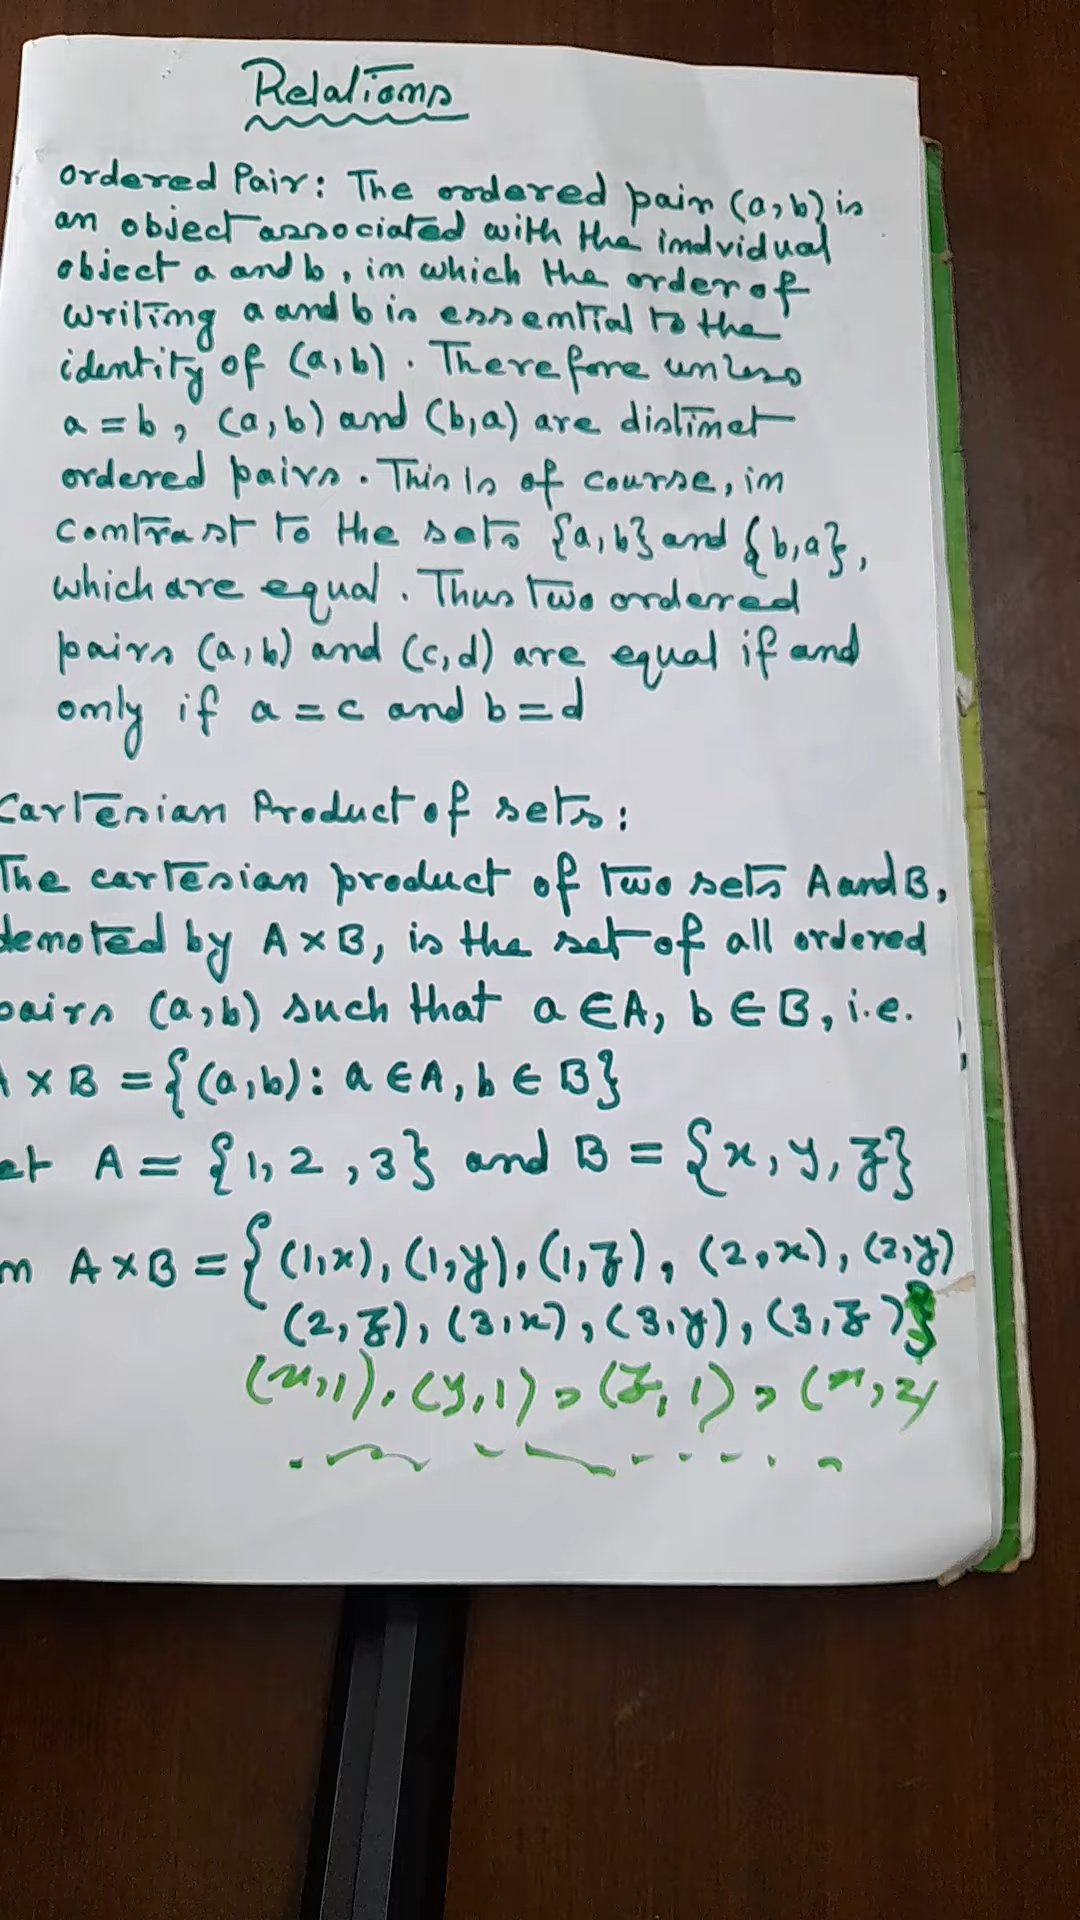 Relations
ordered Pair: The ordered pair (a,b) is
an object associated with the individual
object a and b, in which the order of
writing a and b is essential to the
identity of (a,b). Therefore unless
a = b, (a,b) and (b,a) are distinct
ordered pairs. This is of course, in
contrast to the sets {a,b} and {b,a},
which are equal. Thus two ordered
pairs (a,b) and (c,d) are equal if and
only if a = c and b = d
Cartesian Product of sets:
The cartesian product of two sets A and B,
denoted by A × B, is the set of all ordered
pairs (a,b) such that a ∈ A, b ∈ B, i.e.
A × B = {(a,b): a ∈ A, b ∈ B}
et A = {1, 2, 3} and B = {x, y, z}
n A × B = {(1,x), (1,y), (1,z), (2,x), (2,y)
(2,z), (3,x), (3,y), (3,z)}
(x,1), (y,1), (z,1), (x,2)